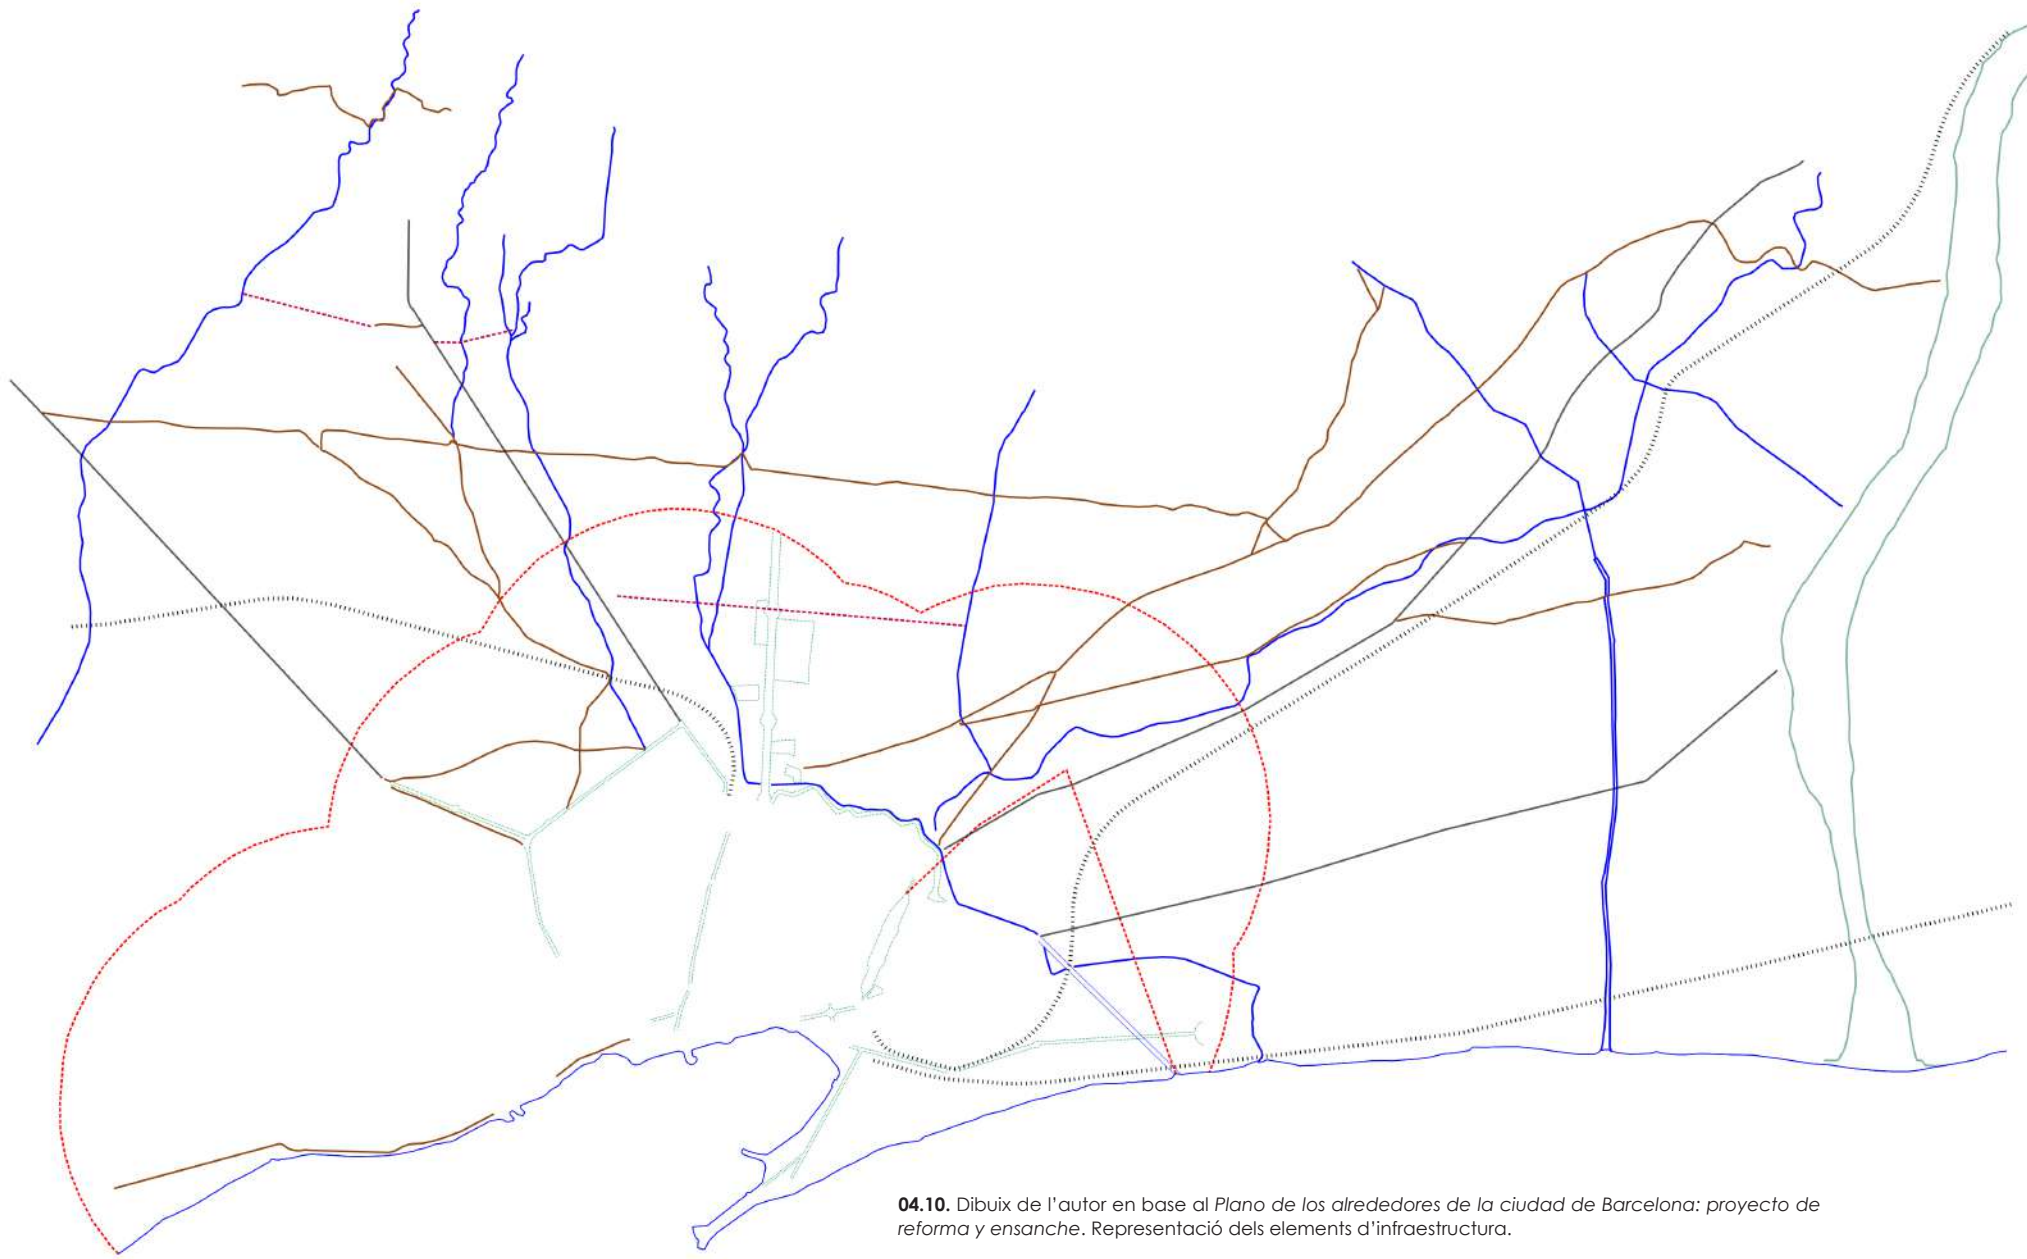 04.10. Dibuix de l'autor en base al Plano de los alrededores de la ciudad de Barcelona: proyecto de
reforma y ensanche. Representació dels elements d'infraestructura.